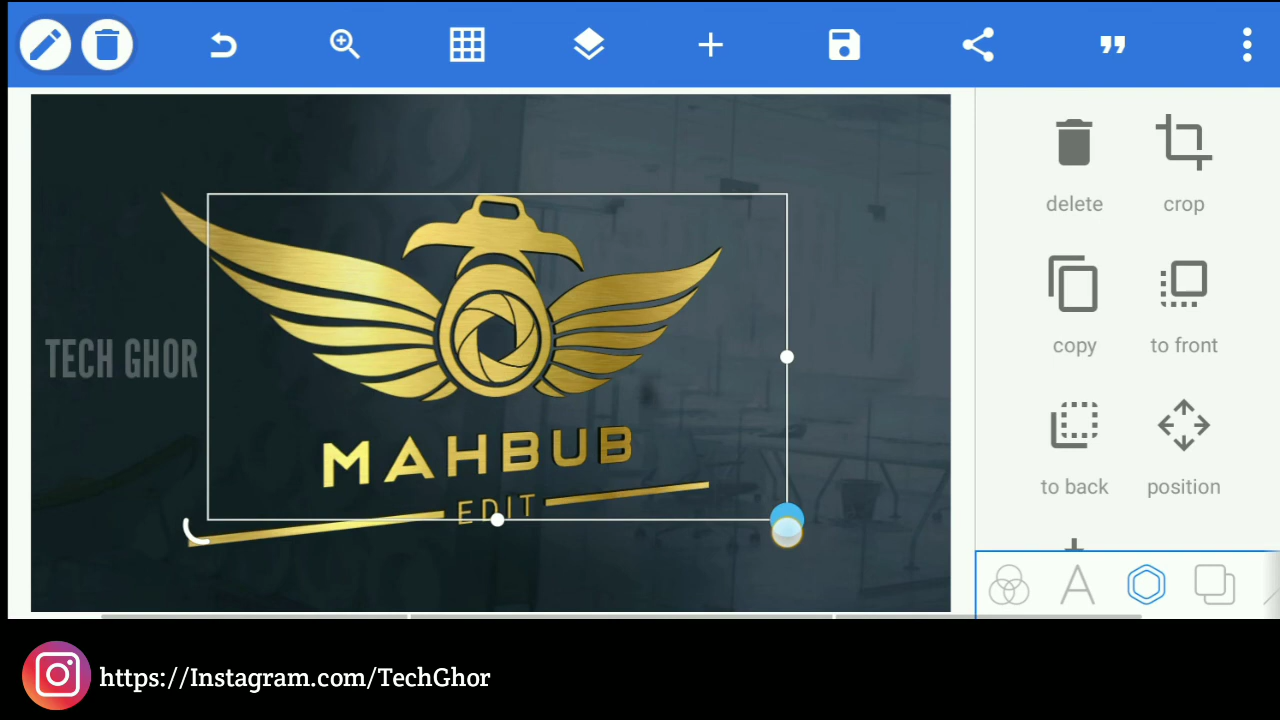 delete
crop
TECH GHOR
copy
to front
MAHBUB
EDIT
to back
position
A
https://Instagram.com/TechGhor